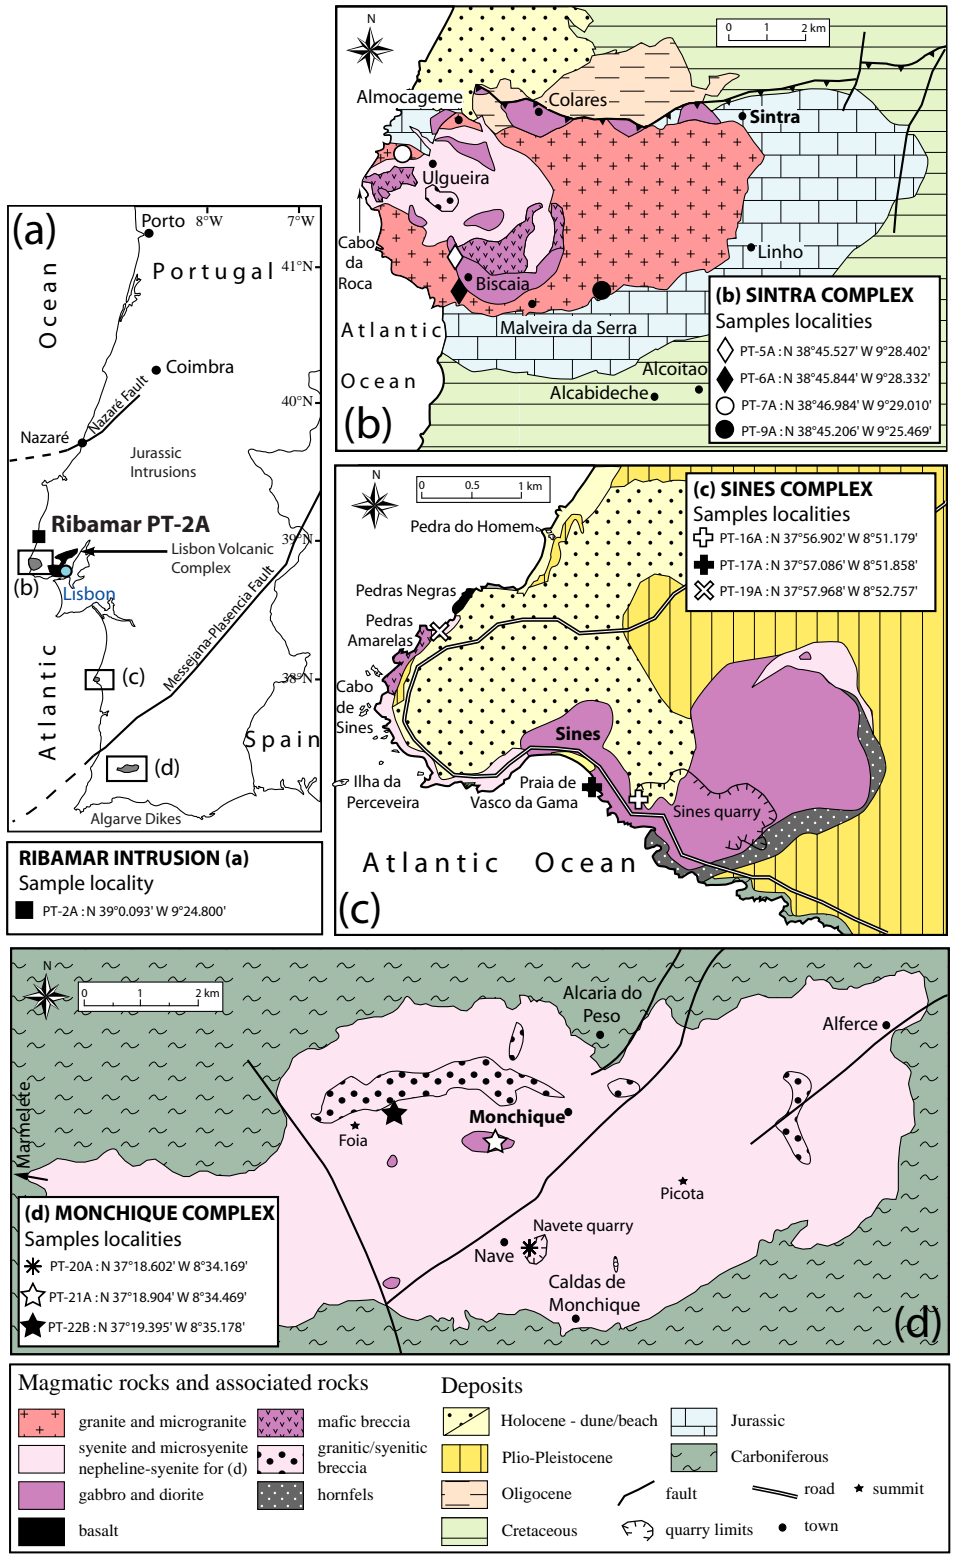 (a)
8°W
7°W
Porto
Portugal
41°N
Ocean
Coimbra
Nazaré Fault
40°N
Nazaré
Jurassic
Intrusions
Ribamar PT-2A
39°N
Lisbon Volcanic
Complex
(b)
Lisbon
Messejana-Plasencia Fault
(c)
38°N
Atlantic
Spain
(d)
Algarve Dikes
RIBAMAR INTRUSION (a)
Sample locality
PT-2A : N 39°0.093' W 9°24.800'
N
0 1 2 km
Almoçageme
Colares
Sintra
Ulgueira
Cabo
da
Roca
Linho
Biscaia
Atlantic
Malveira da Serra
Ocean
Alcoitao
Alcabideche
(b)
(b) SINTRA COMPLEX
Samples localities
PT-5A : N 38°45.527' W 9°28.402'
PT-6A : N 38°45.844' W 9°28.332'
PT-7A : N 38°46.984' W 9°29.010'
PT-9A : N 38°45.206' W 9°25.469'
N
0 0.5 1 km
Pedra do Homem
(c) SINES COMPLEX
Samples localities
PT-16A : N 37°56.902' W 8°51.179'
PT-17A : N 37°57.086' W 8°51.858'
PT-19A : N 37°57.968' W 8°52.757'
Pedras Negras
Pedras
Amarelas
Cabo
de
Sines
Sines
Ilha da
Perceveira
Praia de
Vasco da Gama
Sines quarry
Atlantic Ocean
(c)
N
0 1 2 km
Alcaria do
Peso
Alferce
Marmelete
Monchique
Foia
Picota
Navete quarry
Nave
Caldas de
Monchique
(d)
(d) MONCHIQUE COMPLEX
Samples localities
PT-20A : N 37°18.602' W 8°34.169'
PT-21A : N 37°18.904' W 8°34.469'
PT-22B : N 37°19.395' W 8°35.178'
Magmatic rocks and associated rocks
granite and microgranite
mafic breccia
syenite and microsyenite
nepheline-syenite for (d)
granitic/syenitic
breccia
gabbro and diorite
hornfels
basalt
Deposits
Holocene - dune/beach
Jurassic
Plio-Pleistocene
Carboniferous
Oligocene
fault
road
summit
Cretaceous
quarry limits
town